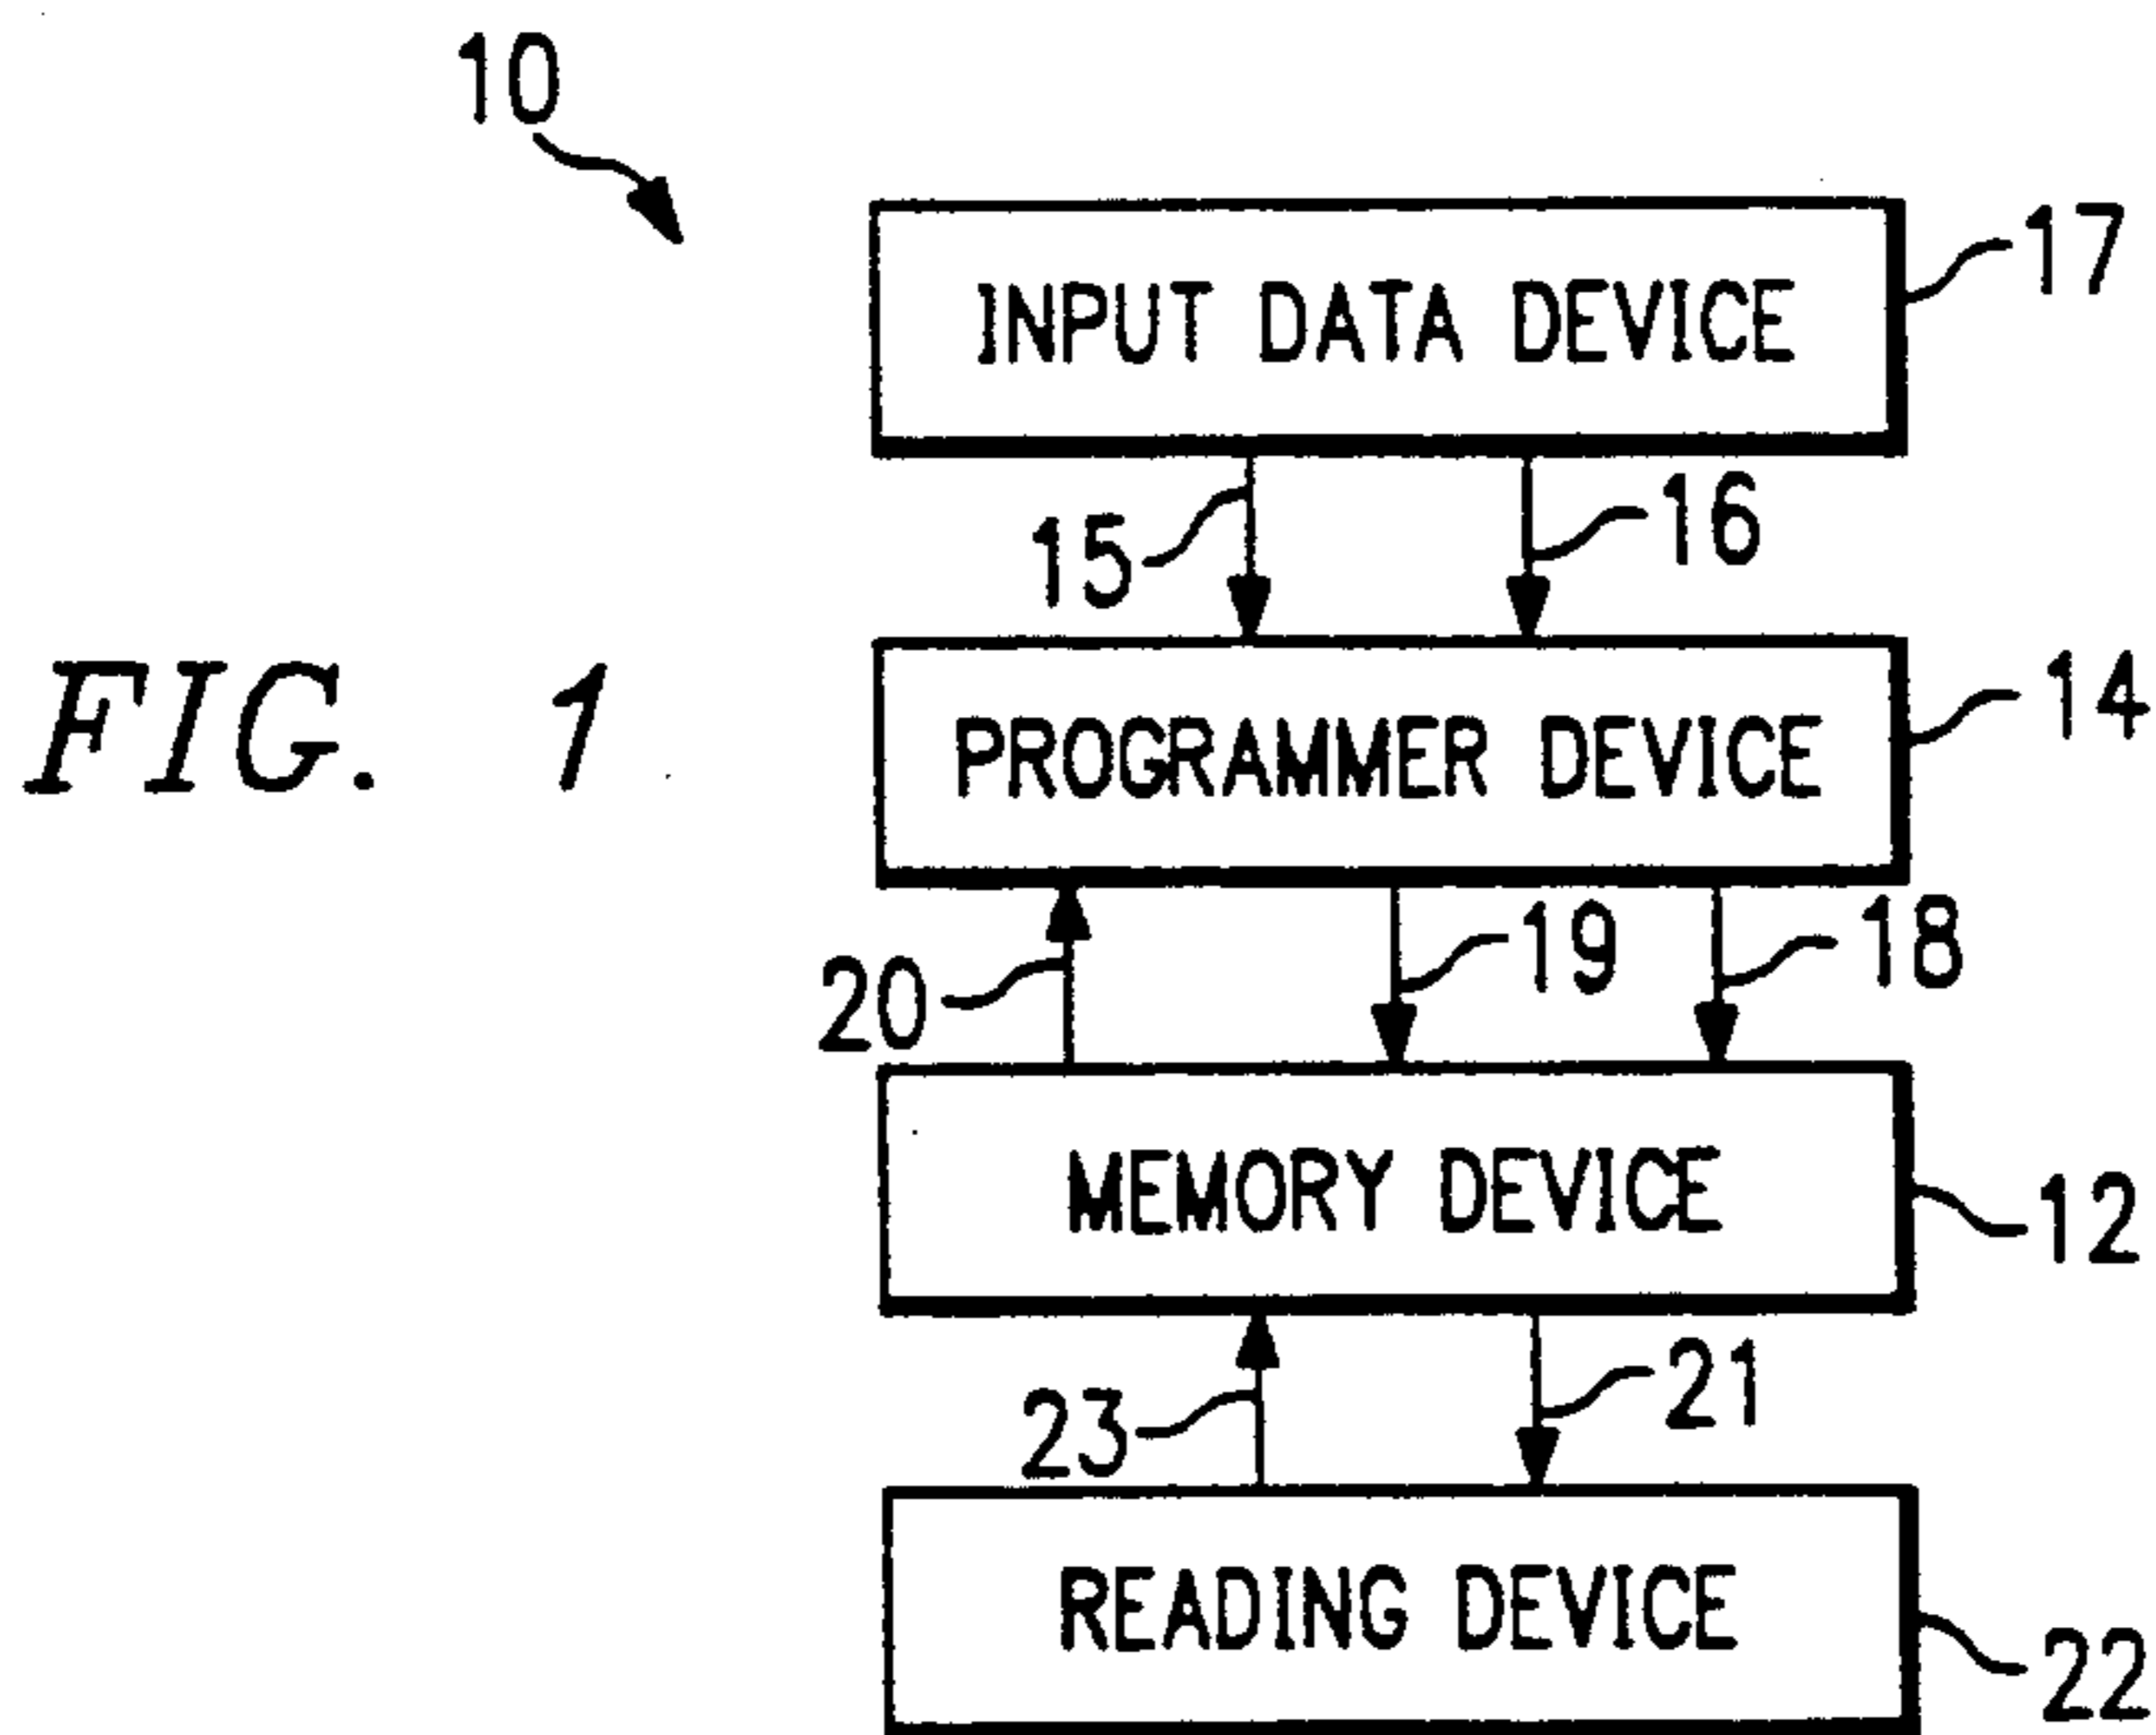 10
INPUT DATA DEVICE
17
15
16
FIG. 1
PROGRAMMER DEVICE
14
20
19
18
MEMORY DEVICE
12
23
21
READING DEVICE
22